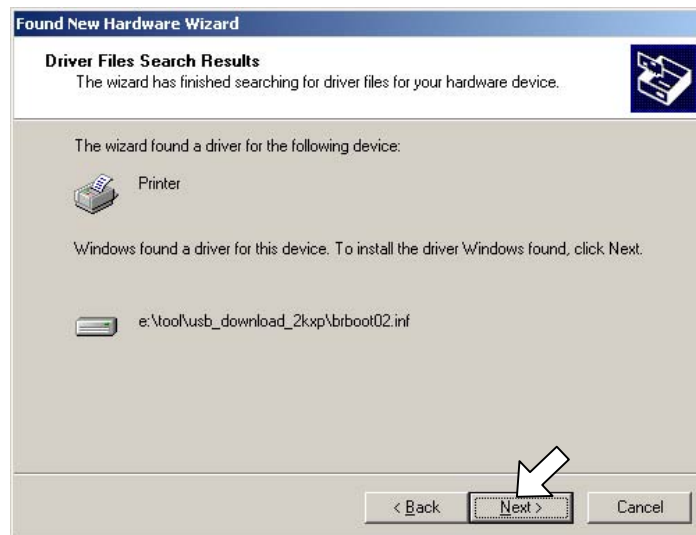 Found New Hardware Wizard
Driver Files Search Results
The wizard has finished searching for driver files for your hardware device.
The wizard found a driver for the following device:
Printer
Windows found a driver for this device. To install the driver Windows found, click Next.
e:\tool\usb_download_2kxp\brboot02.inf
< Back Next > Cancel